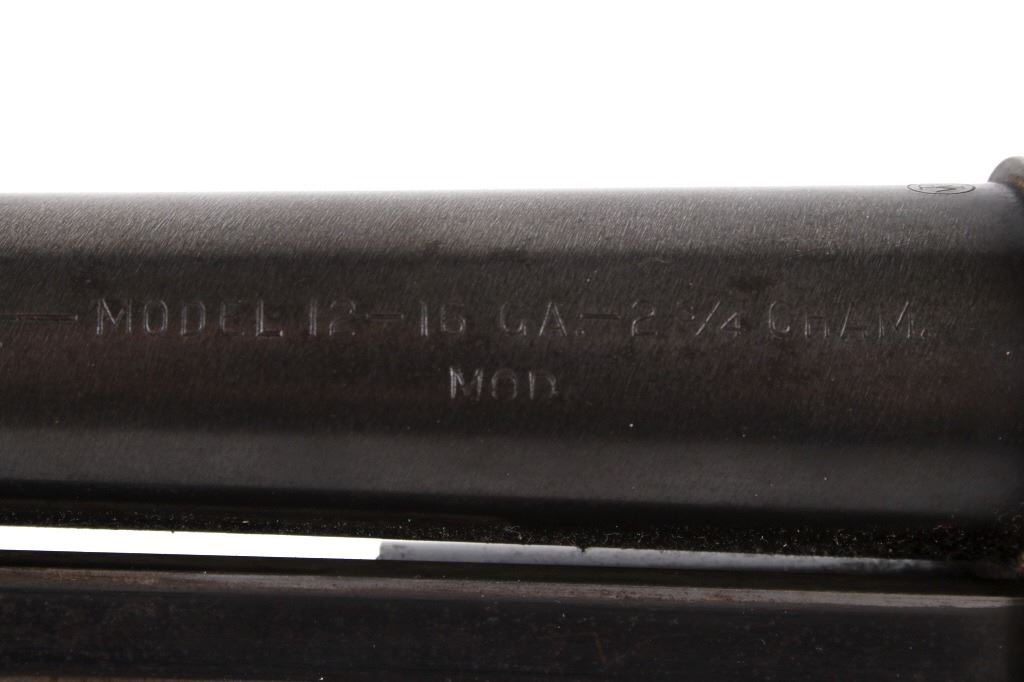 — MODEL 12 — 16 GA. — 2 3/4 CHAM.
MOD.